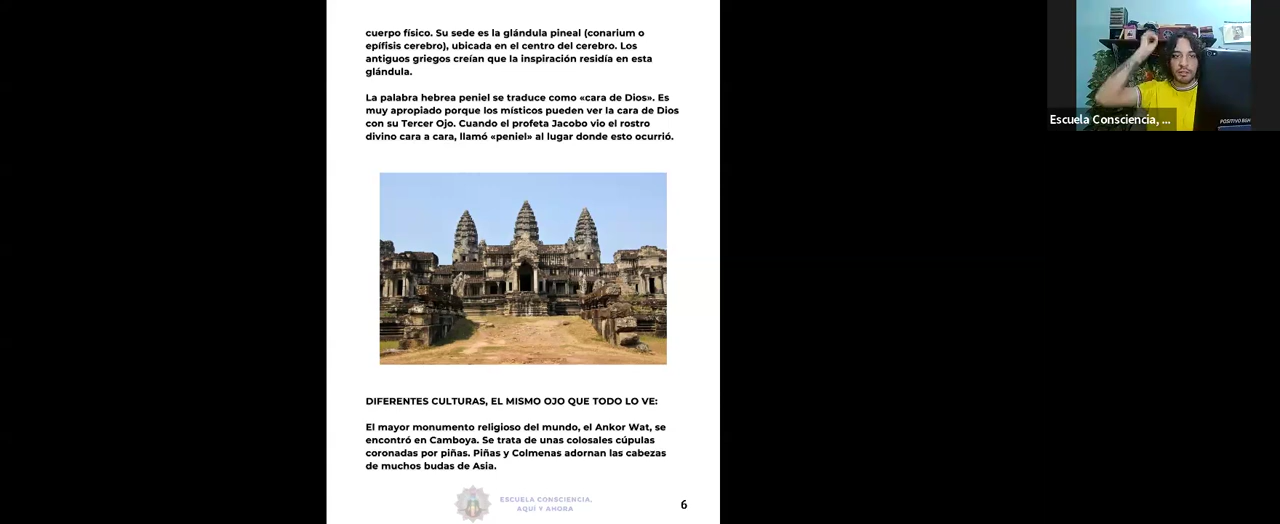 cuerpo físico. Su sede es la glándula pineal (conarium o
epífisis cerebro), ubicada en el centro del cerebro. Los
antiguos griegos creían que la inspiración residía en esta
glándula.
La palabra hebrea peniel se traduce como «cara de Dios». Es
muy apropiado porque los místicos pueden ver la cara de Dios
con su Tercer Ojo. Cuando el profeta Jacobo vio el rostro
divino cara a cara, llamó «peniel» al lugar donde esto ocurrió.
DIFERENTES CULTURAS, EL MISMO OJO QUE TODO LO VE:
El mayor monumento religioso del mundo, el Ankor Wat, se
encontró en Camboya. Se trata de unas colosales cúpulas
coronadas por piñas. Piñas y Colmenas adornan las cabezas
de muchos budas de Asia.
ESCUELA CONSCIENCIA,
AQUÍ Y AHORA
6
Escuela Consciencia, ...
POSITIVO BGH